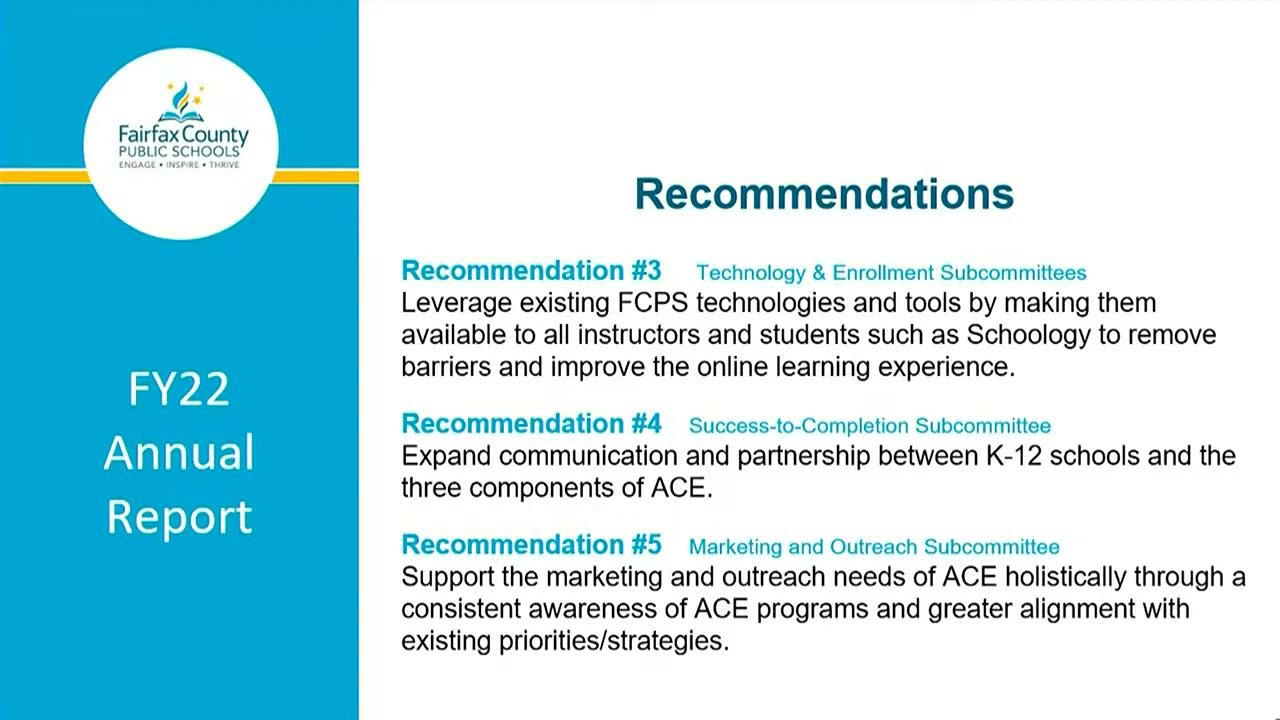 Fairfax County
PUBLIC SCHOOLS
ENGAGE • INSPIRE • THRIVE
FY22
Annual
Report
Recommendations
Recommendation #3 Technology & Enrollment Subcommittees
Leverage existing FCPS technologies and tools by making them
available to all instructors and students such as Schoology to remove
barriers and improve the online learning experience.
Recommendation #4 Success-to-Completion Subcommittee
Expand communication and partnership between K-12 schools and the
three components of ACE.
Recommendation #5 Marketing and Outreach Subcommittee
Support the marketing and outreach needs of ACE holistically through a
consistent awareness of ACE programs and greater alignment with
existing priorities/strategies.